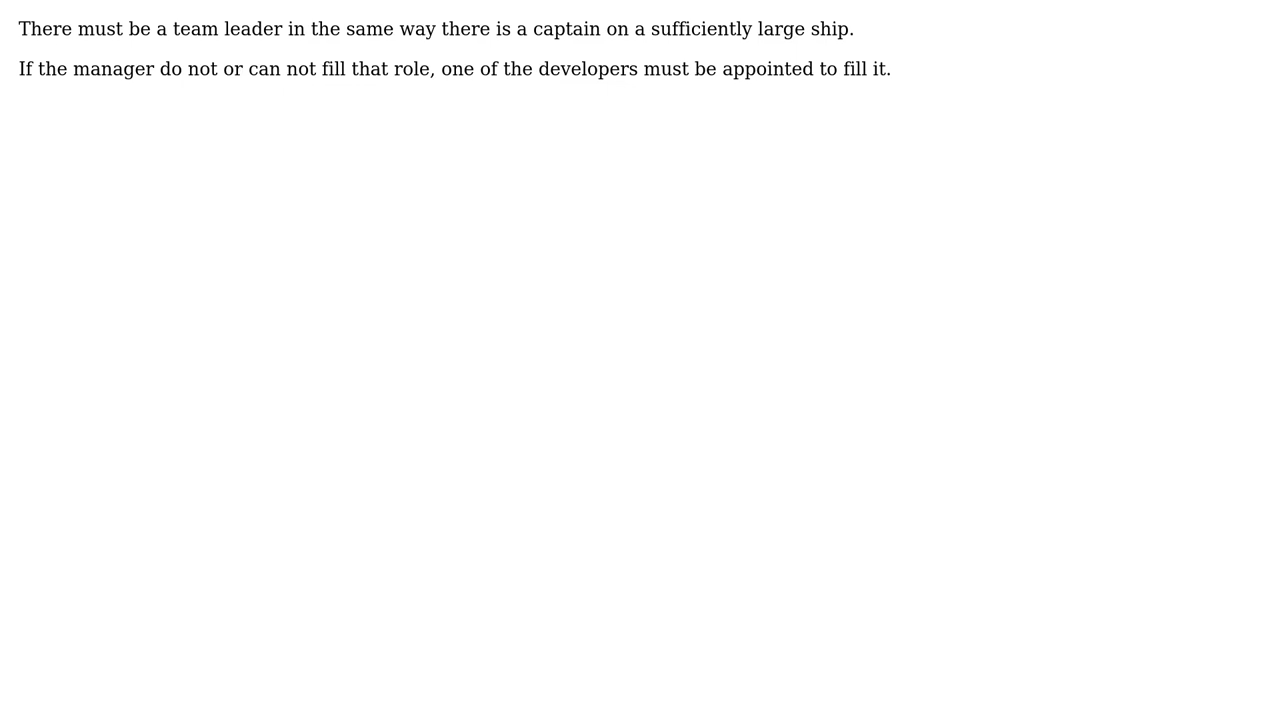 There must be a team leader in the same way there is a captain on a sufficiently large ship.
If the manager do not or can not fill that role, one of the developers must be appointed to fill it.